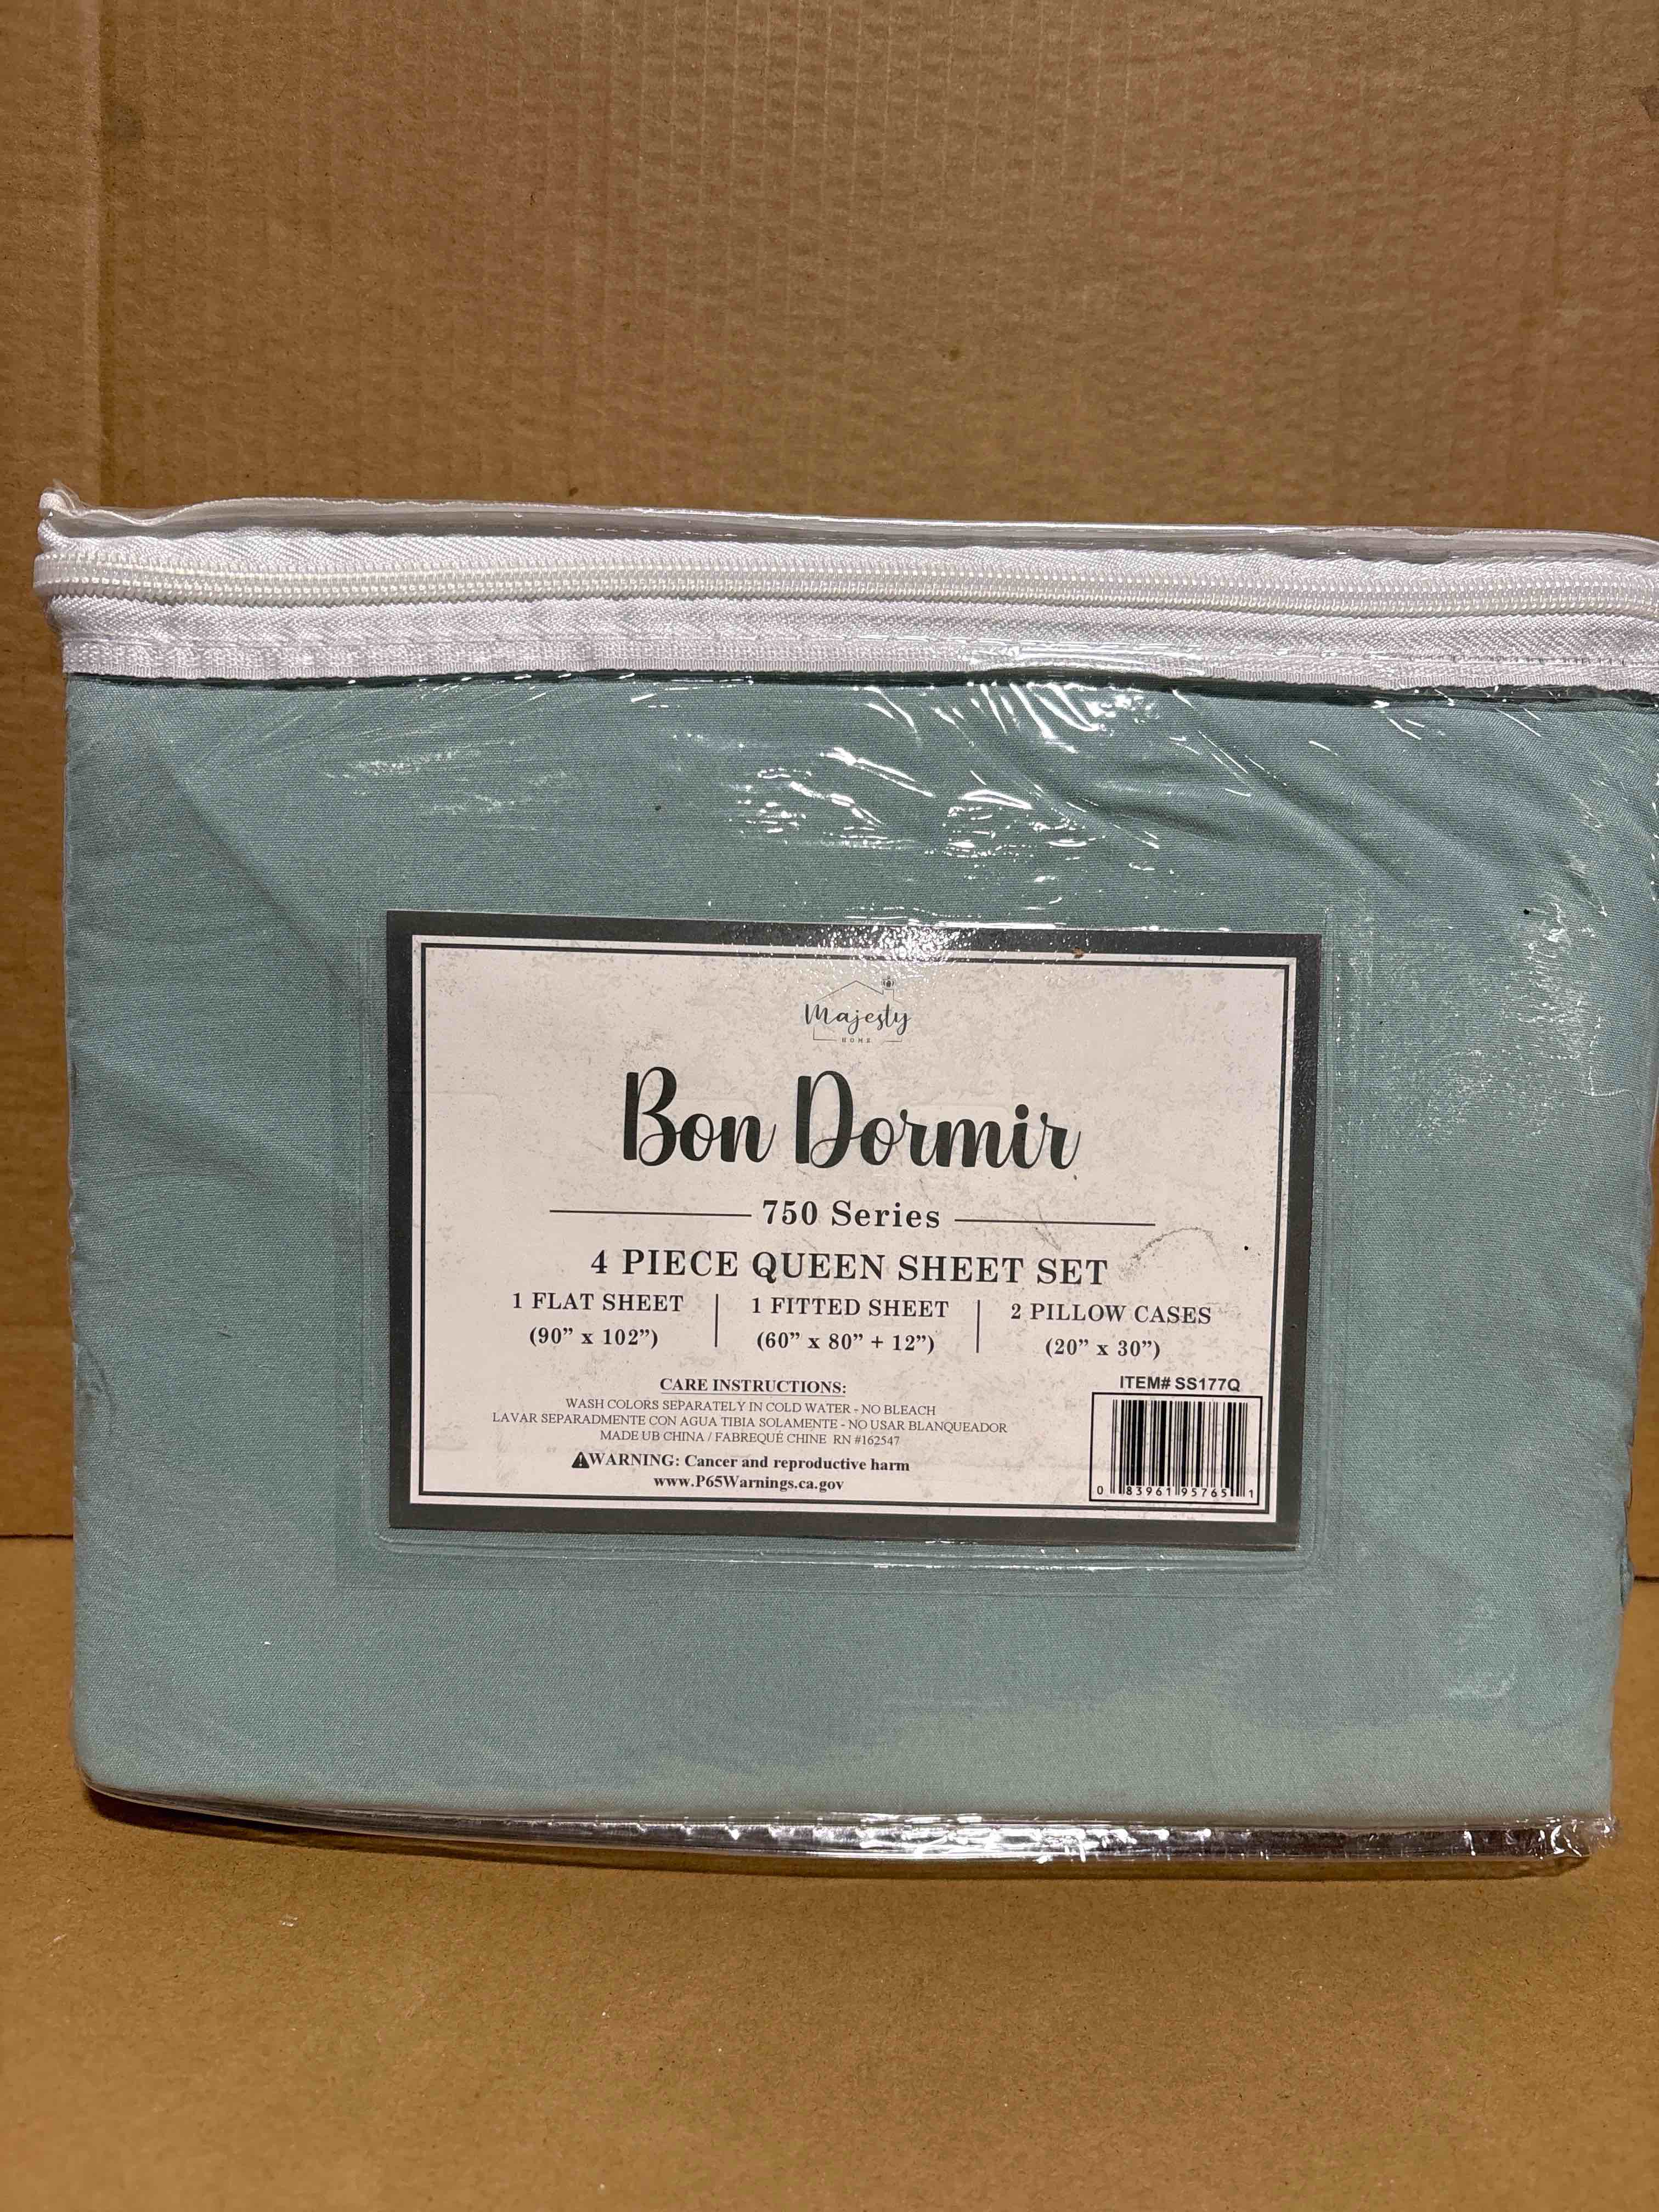 Majesty
HOME
Bon Dormir
750 Series
4 PIECE QUEEN SHEET SET
1 FLAT SHEET
(90” x 102”)
1 FITTED SHEET
(60” x 80” + 12”)
2 PILLOW CASES
(20” x 30”)
CARE INSTRUCTIONS:
WASH COLORS SEPARATELY IN COLD WATER - NO BLEACH
LAVAR SEPARADMENTE CON AGUA TIBIA SOLAMENTE - NO USAR BLANQUEADOR
MADE UB CHINA / FABREQUÉ CHINE RN #162547
WARNING: Cancer and reproductive harm
www.P65Warnings.ca.gov
ITEM# SS177Q
0 83961 95765 1